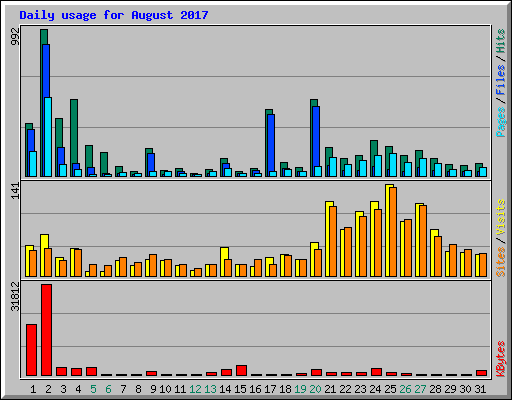 Daily usage for August 2017
992
Pages / Files / Hits
141
Sites / Visits
31812
KBytes
1 2 3 4 5 6 7 8 9 10 11 12 13 14 15 16 17 18 19 20 21 22 23 24 25 26 27 28 29 30 31